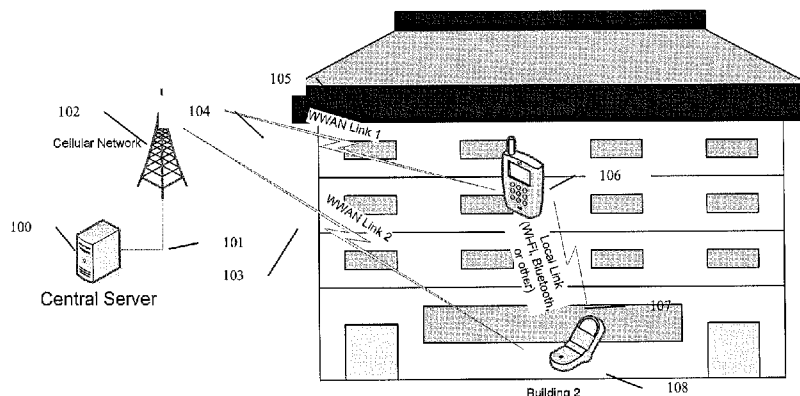 105
102
104
WWAN Link 1
Cellular Network
106
WWAN Link 2
100
101
Local Link
(Wi-Fi, Bluetooth,
or other)
103
Central Server
107
108
Building 2